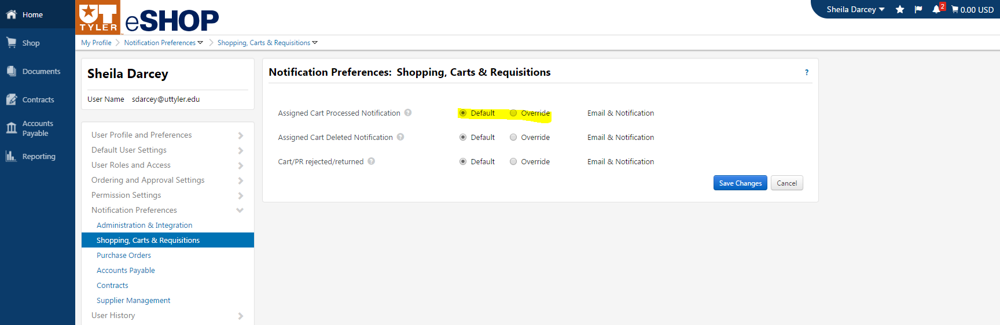 Home
Shop
Documents
Contracts
Accounts
Payable
Reporting
UT
TYLER
eSHOP
Sheila Darcey
2
0.00 USD
My Profile
Notification Preferences
Shopping, Carts & Requisitions
Sheila Darcey
User Name sdarcey@uttyler.edu
User Profile and Preferences
Default User Settings
User Roles and Access
Ordering and Approval Settings
Permission Settings
Notification Preferences
Administration & Integration
Shopping, Carts & Requisitions
Purchase Orders
Accounts Payable
Contracts
Supplier Management
User History
Notification Preferences: Shopping, Carts & Requisitions
?
Assigned Cart Processed Notification ? Default Override Email & Notification
Assigned Cart Deleted Notification ? Default Override Email & Notification
Cart/PR rejected/returned ? Default Override Email & Notification
Save Changes Cancel